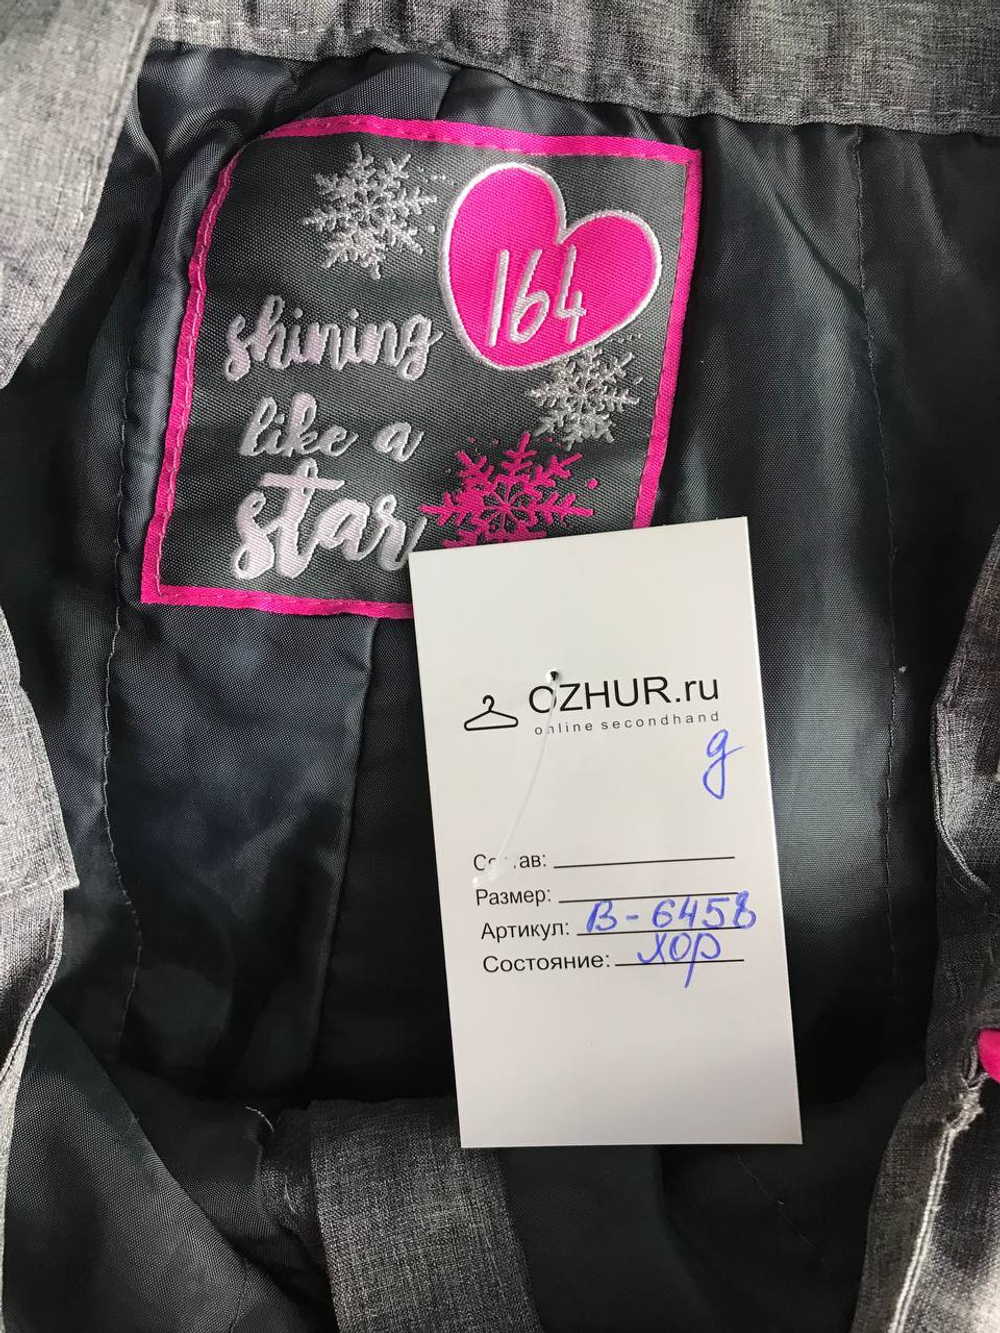 164
shining
like a
star
OZHUR.ru
online secondhand
д
Состав:
Размер:
Артикул: В-6458
Состояние: хор